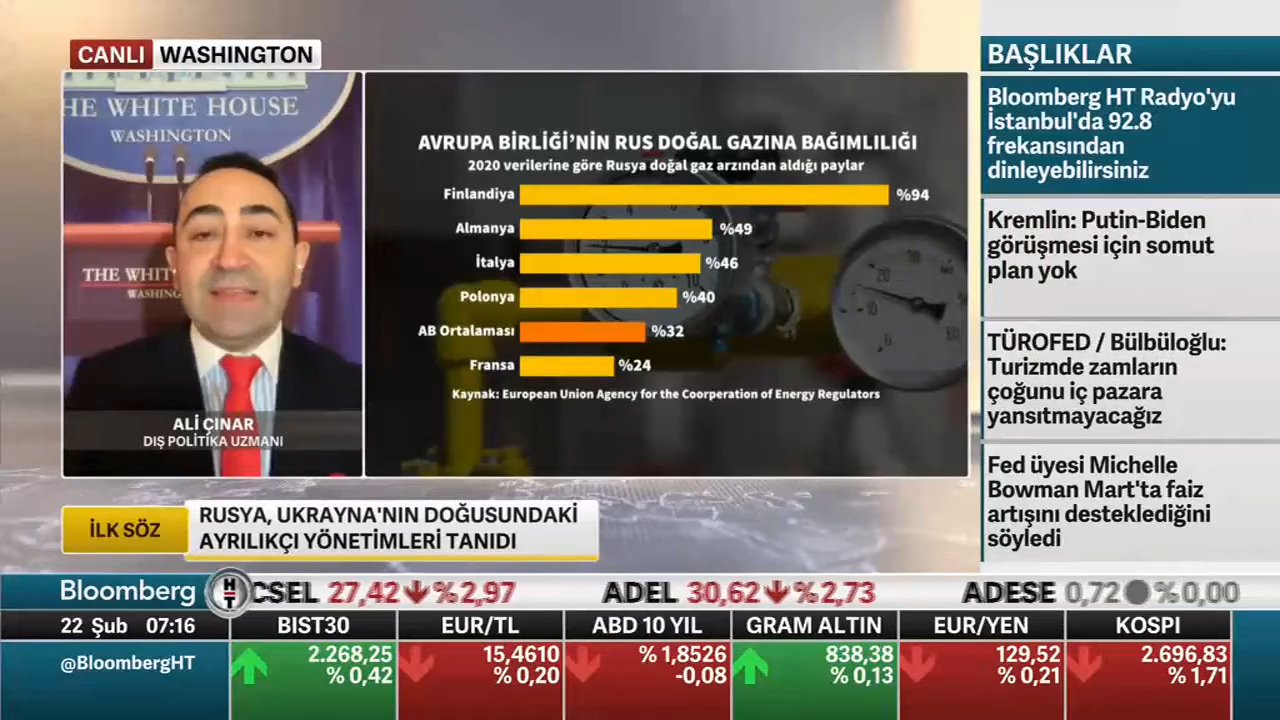 CANLI WASHINGTON
THE WHITE HOUSE
WASHINGTON
THE WHIT
WASHING
ALİ ÇINAR
DIŞ POLİTİKA UZMANI
AVRUPA BİRLİĞİ'NİN RUS DOĞAL GAZINA BAĞIMLILIĞI
2020 verilerine göre Rusya doğal gaz arzından aldığı paylar
Finlandiya %94
Almanya %49
İtalya %46
Polonya %40
AB Ortalaması %32
Fransa %24
Kaynak: European Union Agency for the Coorperation of Energy Regulators
BAŞLIKLAR
Bloomberg HT Radyo'yu
İstanbul'da 92.8
frekansından
dinleyebilirsiniz
Kremlin: Putin-Biden
görüşmesi için somut
plan yok
TÜROFED / Bülbüloğlu:
Turizmde zamların
çoğunu iç pazara
yansıtmayacağız
Fed üyesi Michelle
Bowman Mart'ta faiz
artışını desteklediğini
söyledi
İLK SÖZ
RUSYA, UKRAYNA'NIN DOĞUSUNDAKİ
AYRILIKÇI YÖNETİMLERİ TANIDI
Bloomberg HT CSEL 27,42 %2,97 ADEL 30,62 %2,73 ADESE 0,72 %0,00
22 Şub 07:16 BIST30 EUR/TL ABD 10 YIL GRAM ALTIN EUR/YEN KOSPI
@BloombergHT 2.268,25 15,4610 % 1,8526 838,38 129,52 2.696,83
% 0,42 % 0,20 -0,08 % 0,13 % 0,21 % 1,71